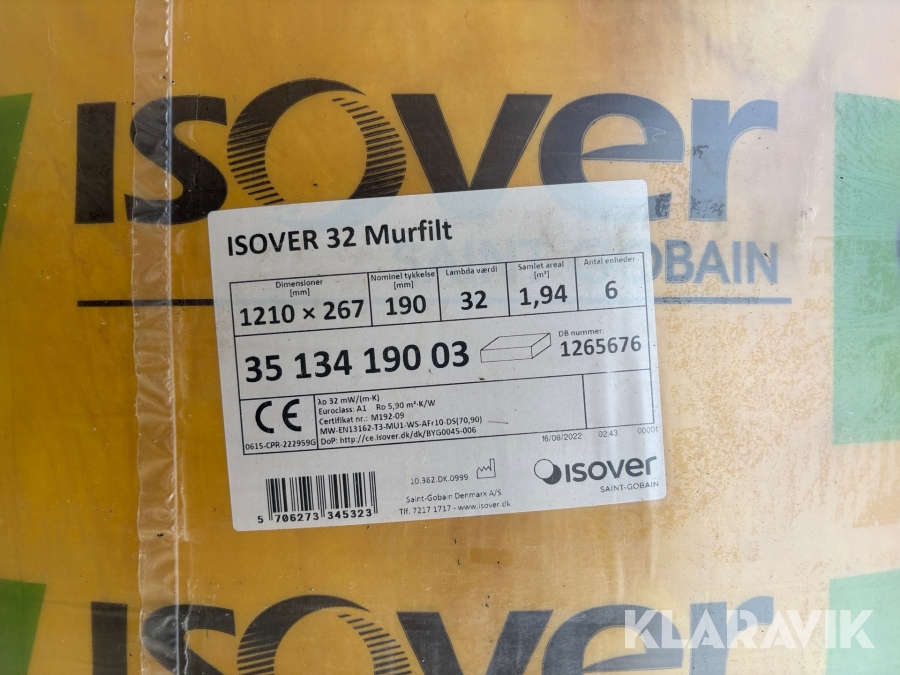 ISOVER
SAINT-GOBAIN
ISOVER 32 Murfilt
Dimensioner [mm]
1210 × 267
Nominel tykkelse [mm]
190
Lambda værdi
32
Samlet areal [m²]
1,94
Antal enheder
6
35 134 190 03
DB nummer:
1265676
CE
0615-CPR-222959G
λD 32 mW/(m·K)
Euroclass: A1 RD 5,90 m²·K/W
Certifikat nr.: M192-09
MW-EN13162-T3-MU1-WS-AFr10-DS(70,90)
DoP: http://ce.isover.dk/dk/BYG0045-006
16/08/2022 02:43 00001
10.362.DK.0999
Saint-Gobain Denmark A/S
Tlf. 7217 1717 - www.isover.dk
isover
SAINT-GOBAIN
5 706273 345323
isover
KLARAVIK